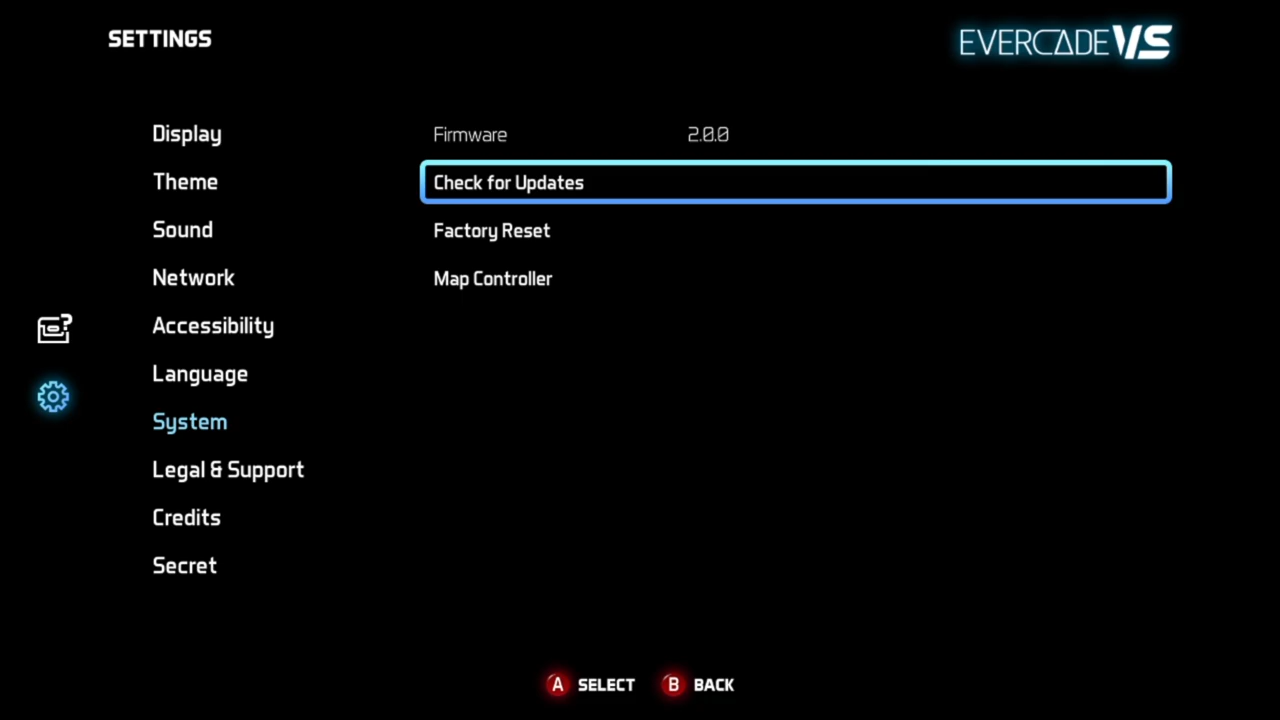 SETTINGS
EVERCADE VS
Display
Theme
Sound
Network
Accessibility
Language
System
Legal & Support
Credits
Secret
Firmware 2.0.0
Check for Updates
Factory Reset
Map Controller
?
A SELECT B BACK